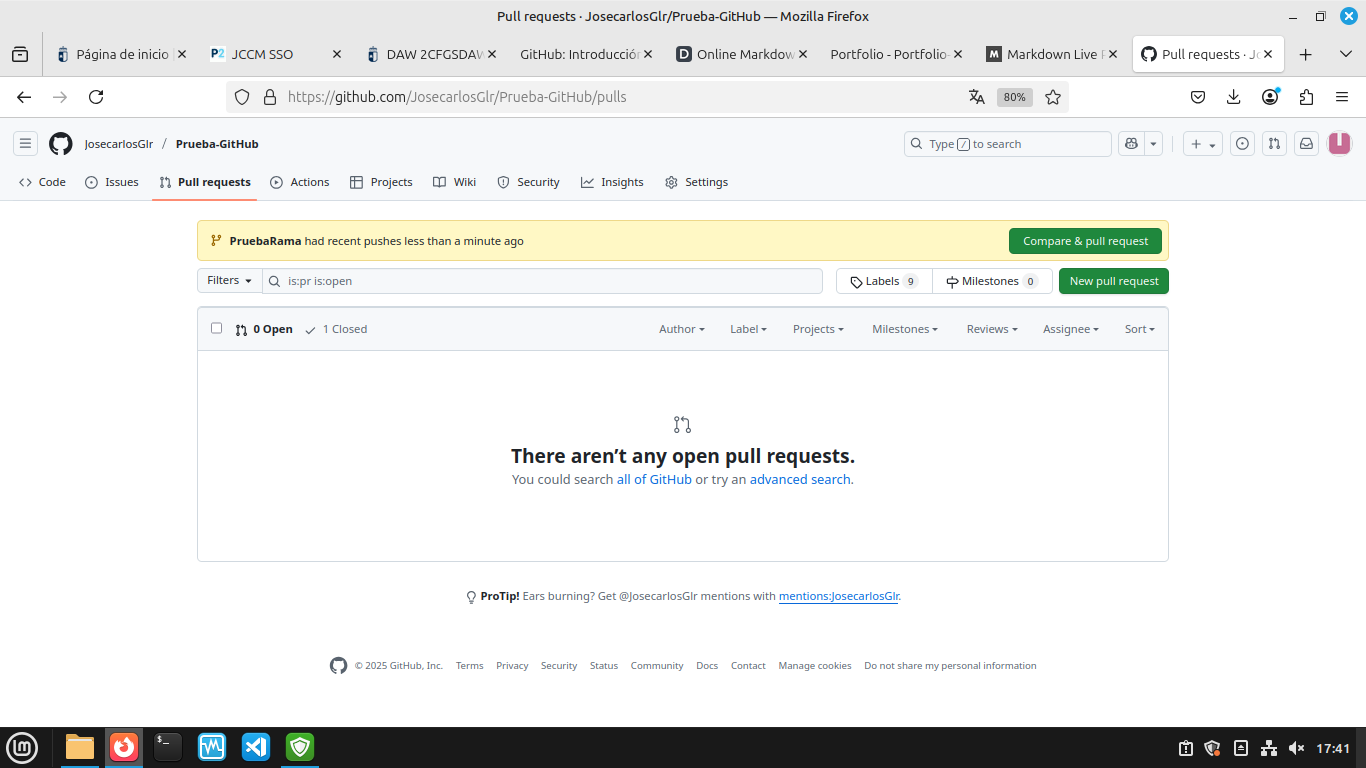 Pull requests · JosecarlosGlr/Prueba-GitHub — Mozilla Firefox
Página de inicio
P2 JCCM SSO
DAW 2CFGSDAW
GitHub: Introducción
D Online Markdow
Portfolio - Portfolio-
M Markdown Live
Pull requests ·
https://github.com/JosecarlosGlr/Prueba-GitHub/pulls 80%
JosecarlosGlr / Prueba-GitHub Type / to search
Code Issues Pull requests Actions Projects Wiki Security Insights Settings
PruebaRama had recent pushes less than a minute ago Compare & pull request
Filters is:pr is:open Labels 9 Milestones 0 New pull request
0 Open 1 Closed Author Label Projects Milestones Reviews Assignee Sort
There aren’t any open pull requests.
You could search all of GitHub or try an advanced search.
ProTip! Ears burning? Get @JosecarlosGlr mentions with mentions:JosecarlosGlr.
© 2025 GitHub, Inc. Terms Privacy Security Status Community Docs Contact Manage cookies Do not share my personal information
17:41